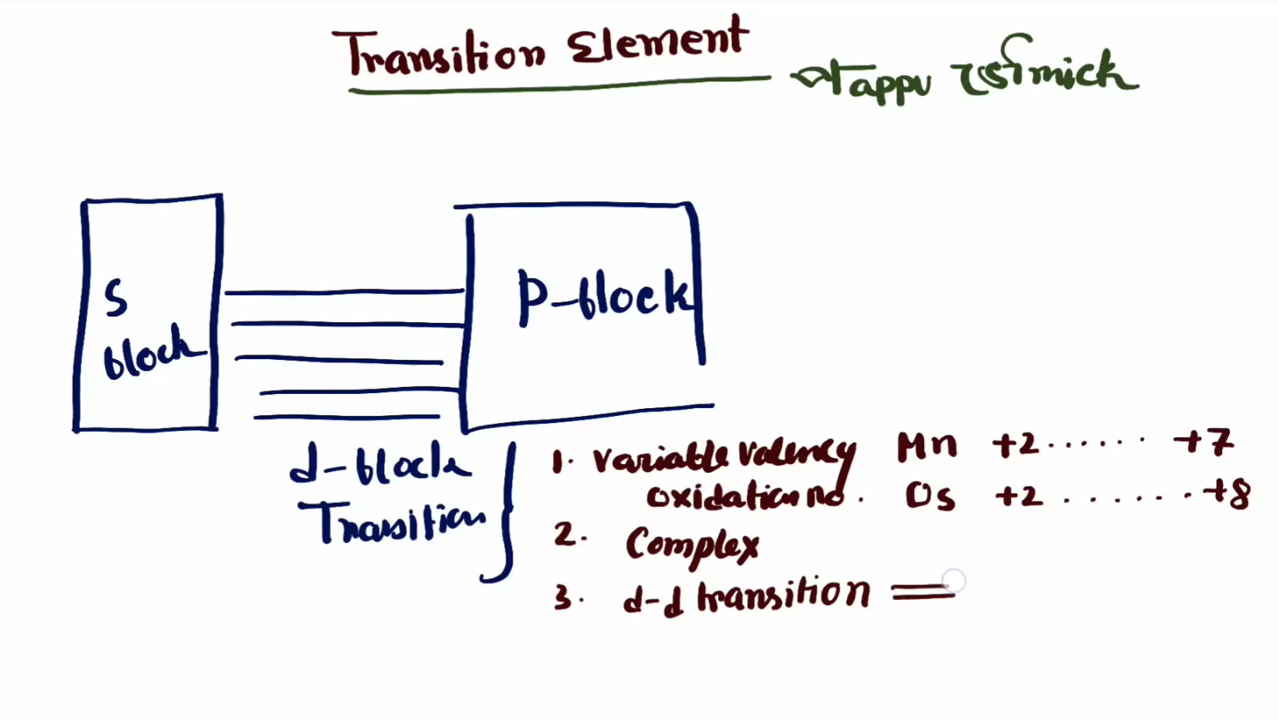 Transition Element
Tappu
S
block
P-block
d-block
Transition
1. Variable valency Mn +2 ...... +7
oxidation no. Os +2 ....... +8
2. Complex
3. d-d transition =